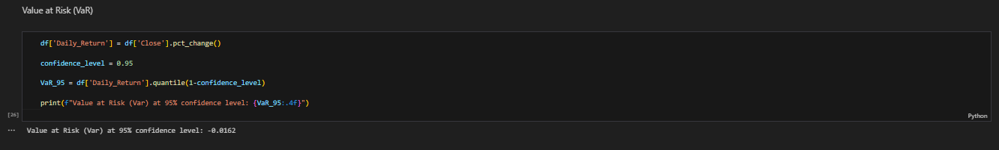 Value at Risk (VaR)
df['Daily_Return'] = df['Close'].pct_change()
confidence_level = 0.95
VaR_95 = df['Daily_Return'].quantile(1-confidence_level)
print(f"Value at Risk (Var) at 95% confidence level: {VaR_95:.4f}")
[26]
Python
... Value at Risk (Var) at 95% confidence level: -0.0162